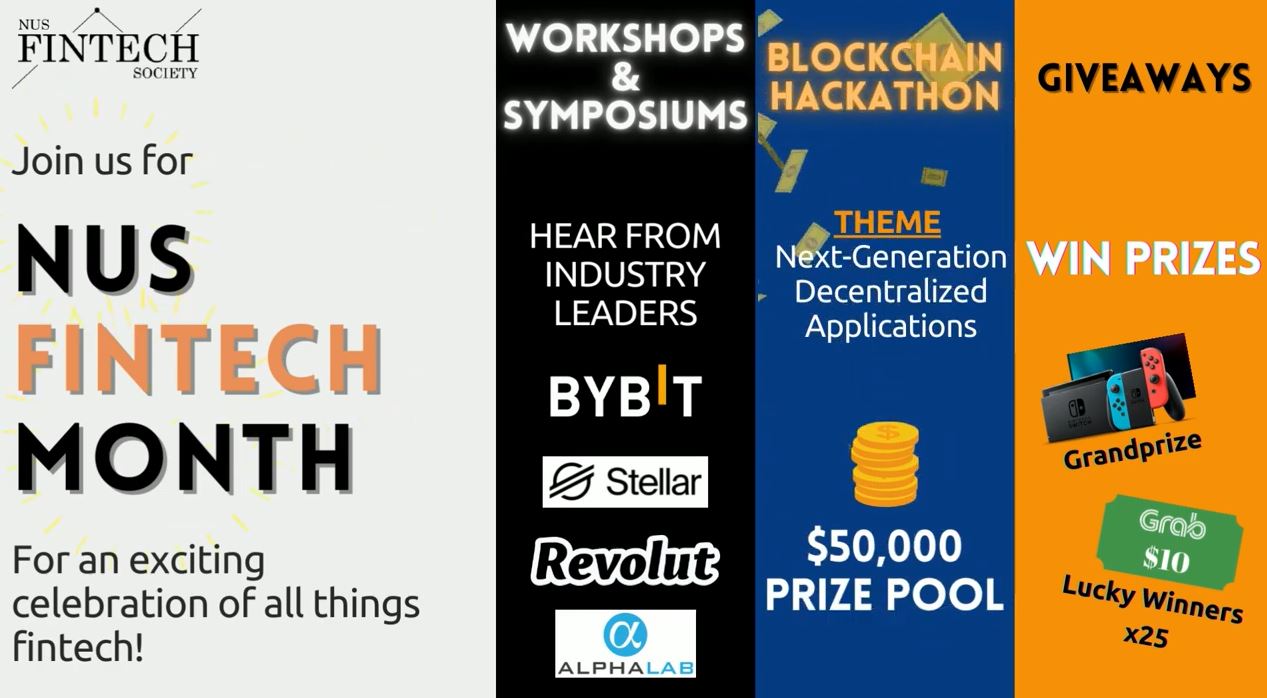 NUS
FINTECH
SOCIETY
Join us for
NUS
FINTECH
MONTH
For an exciting
celebration of all things
fintech!
WORKSHOPS
&
SYMPOSIUMS
HEAR FROM
INDUSTRY
LEADERS
BYBIT
Stellar
Revolut
α
ALPHALAB
BLOCKCHAIN
HACKATHON
THEME
Next-Generation
Decentralized
Applications
$
$50,000
PRIZE POOL
GIVEAWAYS
WIN PRIZES
Grandprize
Grab
$10
Lucky Winners
x25